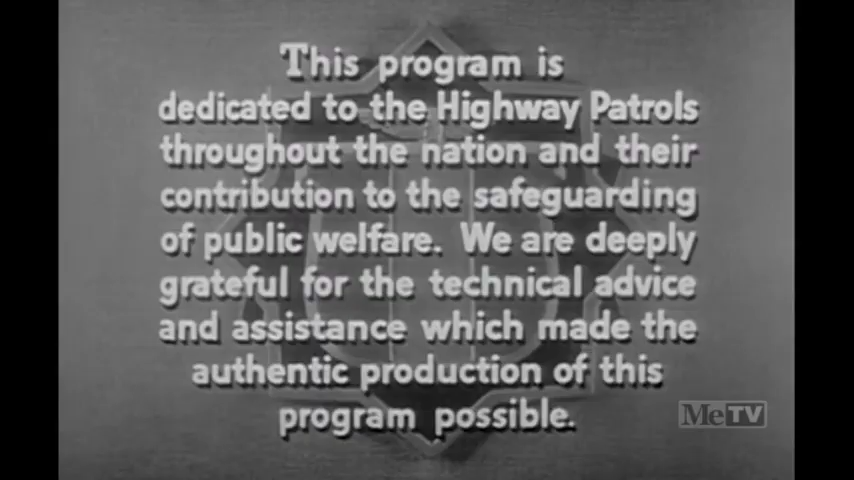 This program is
dedicated to the Highway Patrols
throughout the nation and their
contribution to the safeguarding
of public welfare. We are deeply
grateful for the technical advice
and assistance which made the
authentic production of this
program possible.
MeTV